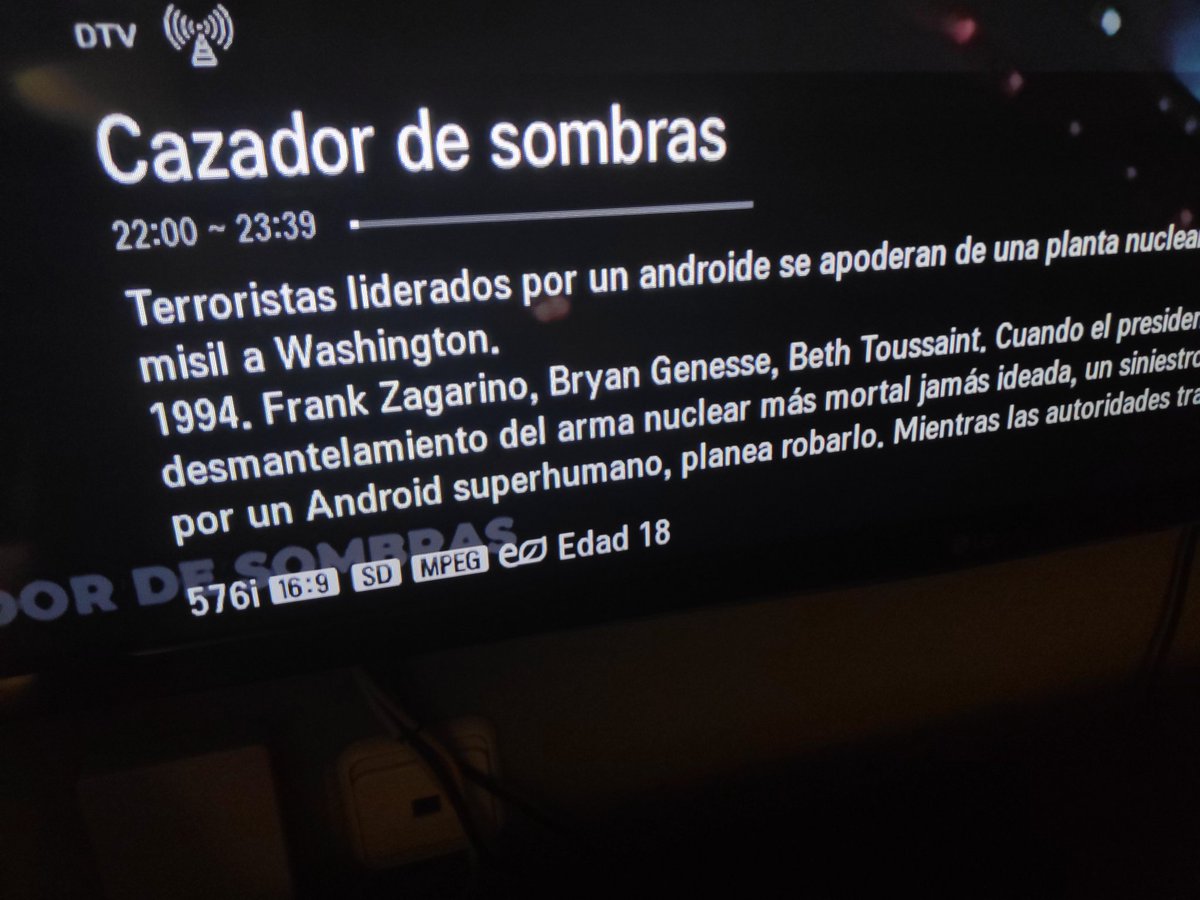 DTV
Cazador de sombras
22:00 ~ 23:39
Terroristas liderados por un androide se apoderan de una planta nuclear
misil a Washington.
1994. Frank Zagarino, Bryan Genesse, Beth Toussaint. Cuando el presiden
desmantelamiento del arma nuclear más mortal jamás ideada, un siniestro
por un Android superhumano, planea robarlo. Mientras las autoridades tra
DOR DE SOMBRAS
576i 16:9 SD MPEG Edad 18